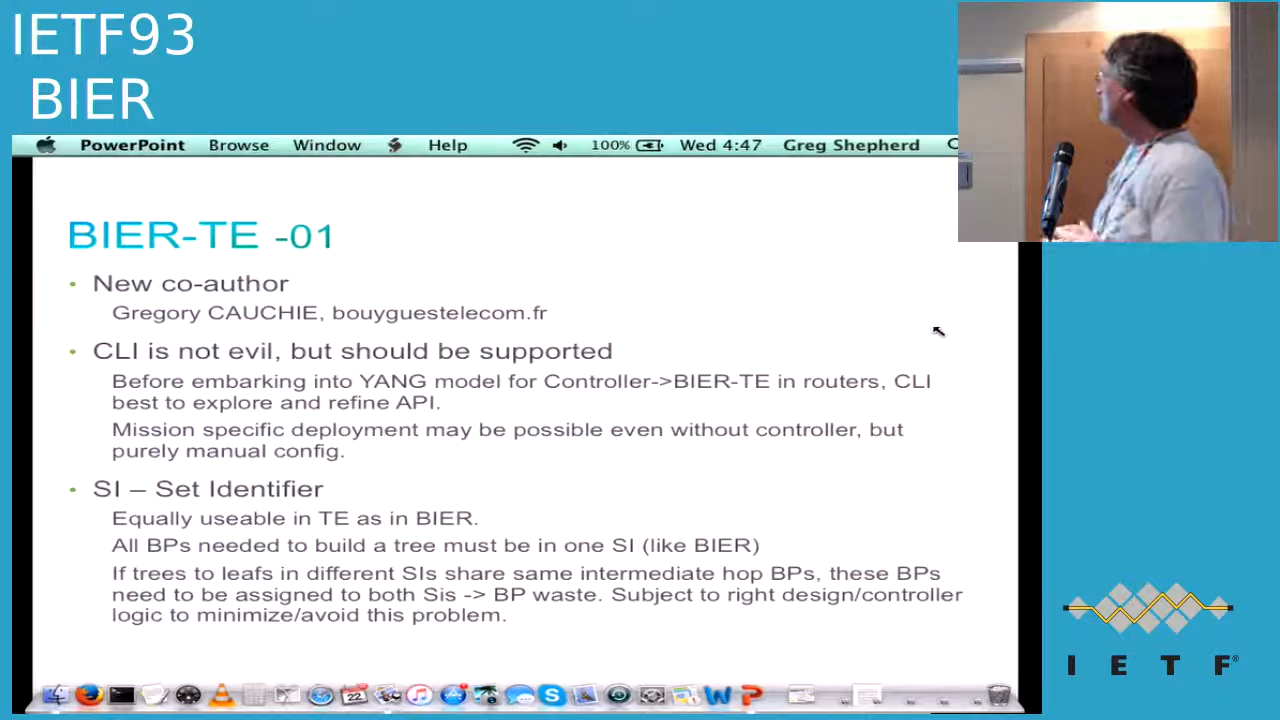 IETF93
BIER
PowerPoint Browse Window Help 100% Wed 4:47 Greg Shepherd
BIER-TE -01
• New co-author
Gregory CAUCHIE, bouyguestelecom.fr
• CLI is not evil, but should be supported
Before embarking into YANG model for Controller->BIER-TE in routers, CLI
best to explore and refine API.
Mission specific deployment may be possible even without controller, but
purely manual config.
• SI – Set Identifier
Equally useable in TE as in BIER.
All BPs needed to build a tree must be in one SI (like BIER)
If trees to leafs in different SIs share same intermediate hop BPs, these BPs
need to be assigned to both Sis -> BP waste. Subject to right design/controller
logic to minimize/avoid this problem.
22
I E T F®